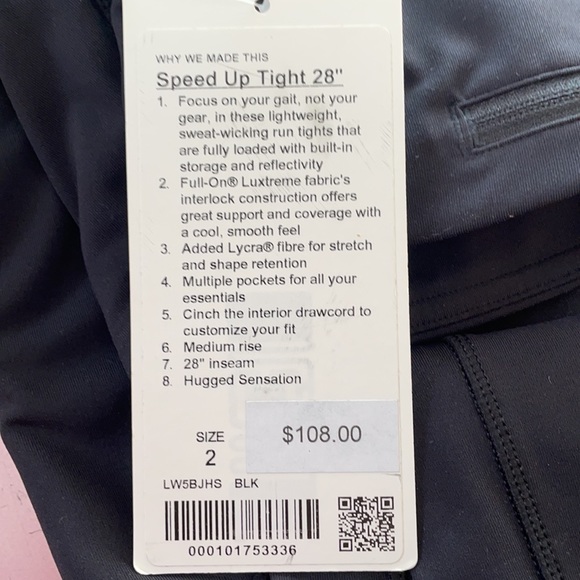 WHY WE MADE THIS
Speed Up Tight 28"
1. Focus on your gait, not your
gear, in these lightweight,
sweat-wicking run tights that
are fully loaded with built-in
storage and reflectivity
2. Full-On® Luxtreme fabric's
interlock construction offers
great support and coverage with
a cool, smooth feel
3. Added Lycra® fibre for stretch
and shape retention
4. Multiple pockets for all your
essentials
5. Cinch the interior drawcord to
customize your fit
6. Medium rise
7. 28" inseam
8. Hugged Sensation
SIZE
2
$108.00
LW5BJHS BLK
000101753336